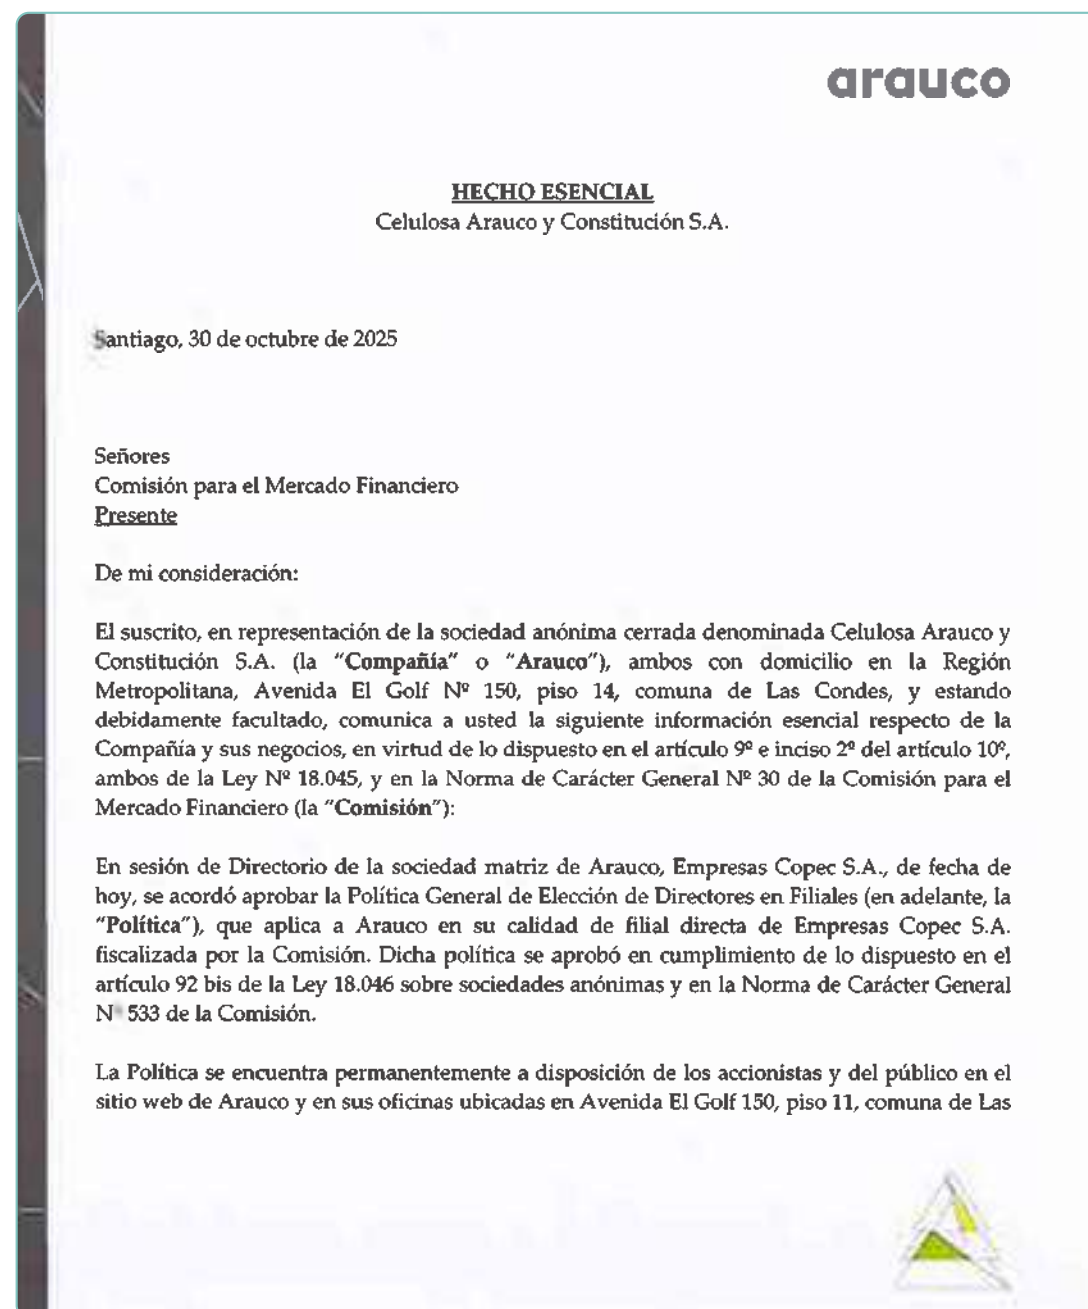 arauco
HECHO ESENCIAL
Celulosa Arauco y Constitución S.A.
Santiago, 30 de octubre de 2025
Señores
Comisión para el Mercado Financiero
Presente
De mi consideración:
El suscrito, en representación de la sociedad anónima cerrada denominada Celulosa Arauco y
Constitución S.A. (la "Compañía" o "Arauco"), ambos con domicilio en la Región
Metropolitana, Avenida El Golf Nº 150, piso 14, comuna de Las Condes, y estando
debidamente facultado, comunica a usted la siguiente información esencial respecto de la
Compañía y sus negocios, en virtud de lo dispuesto en el artículo 9º e inciso 2º del artículo 10º,
ambos de la Ley Nº 18.045, y en la Norma de Carácter General Nº 30 de la Comisión para el
Mercado Financiero (la "Comisión"):
En sesión de Directorio de la sociedad matriz de Arauco, Empresas Copec S.A., de fecha de
hoy, se acordó aprobar la Política General de Elección de Directores en Filiales (en adelante, la
"Política"), que aplica a Arauco en su calidad de filial directa de Empresas Copec S.A.
fiscalizada por la Comisión. Dicha política se aprobó en cumplimiento de lo dispuesto en el
artículo 92 bis de la Ley 18.046 sobre sociedades anónimas y en la Norma de Carácter General
N° 533 de la Comisión.
La Política se encuentra permanentemente a disposición de los accionistas y del público en el
sitio web de Arauco y en sus oficinas ubicadas en Avenida El Golf 150, piso 11, comuna de Las